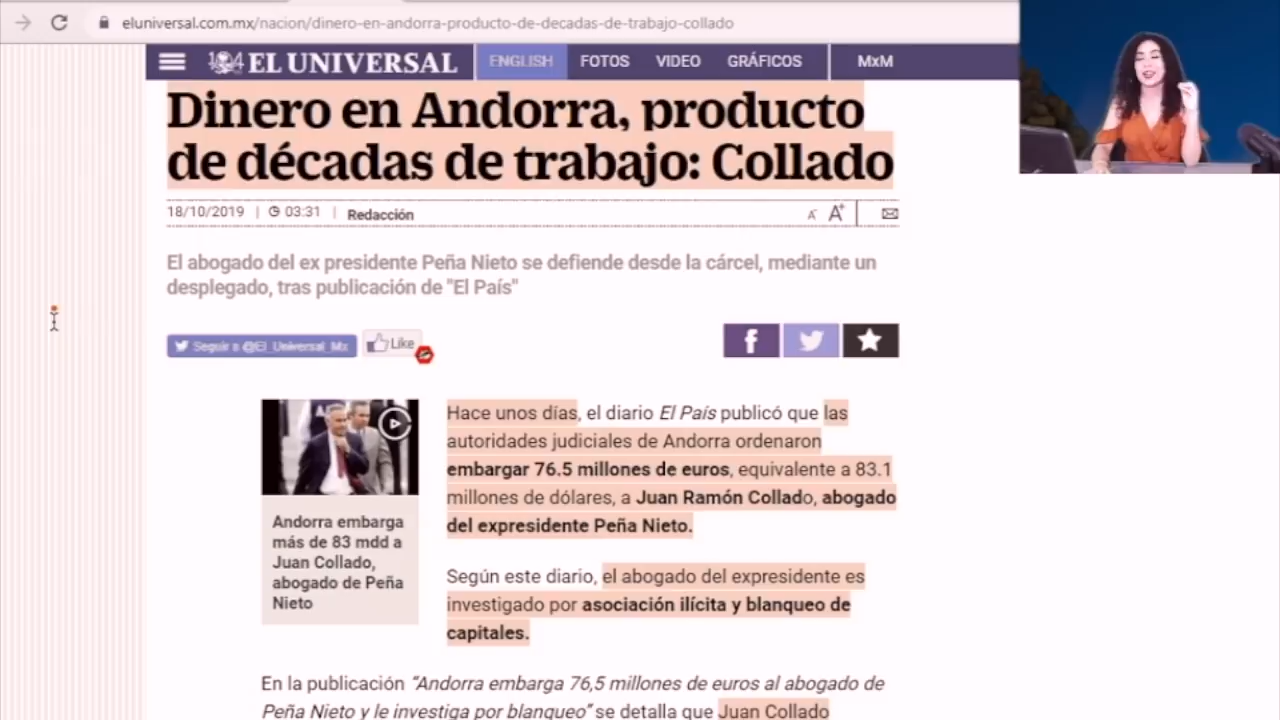 eluniversal.com.mx/nacion/dinero-en-andorra-producto-de-decadas-de-trabajo-collado
104 EL UNIVERSAL ENGLISH FOTOS VIDEO GRÁFICOS MxM
Dinero en Andorra, producto
de décadas de trabajo: Collado
18/10/2019 | 03:31 | Redacción A- A+
El abogado del ex presidente Peña Nieto se defiende desde la cárcel, mediante un
desplegado, tras publicación de "El País"
Seguir a @El_Universal_Mx Like
Andorra embarga
más de 83 mdd a
Juan Collado,
abogado de Peña
Nieto
Hace unos días, el diario El País publicó que las
autoridades judiciales de Andorra ordenaron
embargar 76.5 millones de euros, equivalente a 83.1
millones de dólares, a Juan Ramón Collado, abogado
del expresidente Peña Nieto.
Según este diario, el abogado del expresidente es
investigado por asociación ilícita y blanqueo de
capitales.
En la publicación “Andorra embarga 76,5 millones de euros al abogado de
Peña Nieto y le investiga por blanqueo” se detalla que Juan Collado